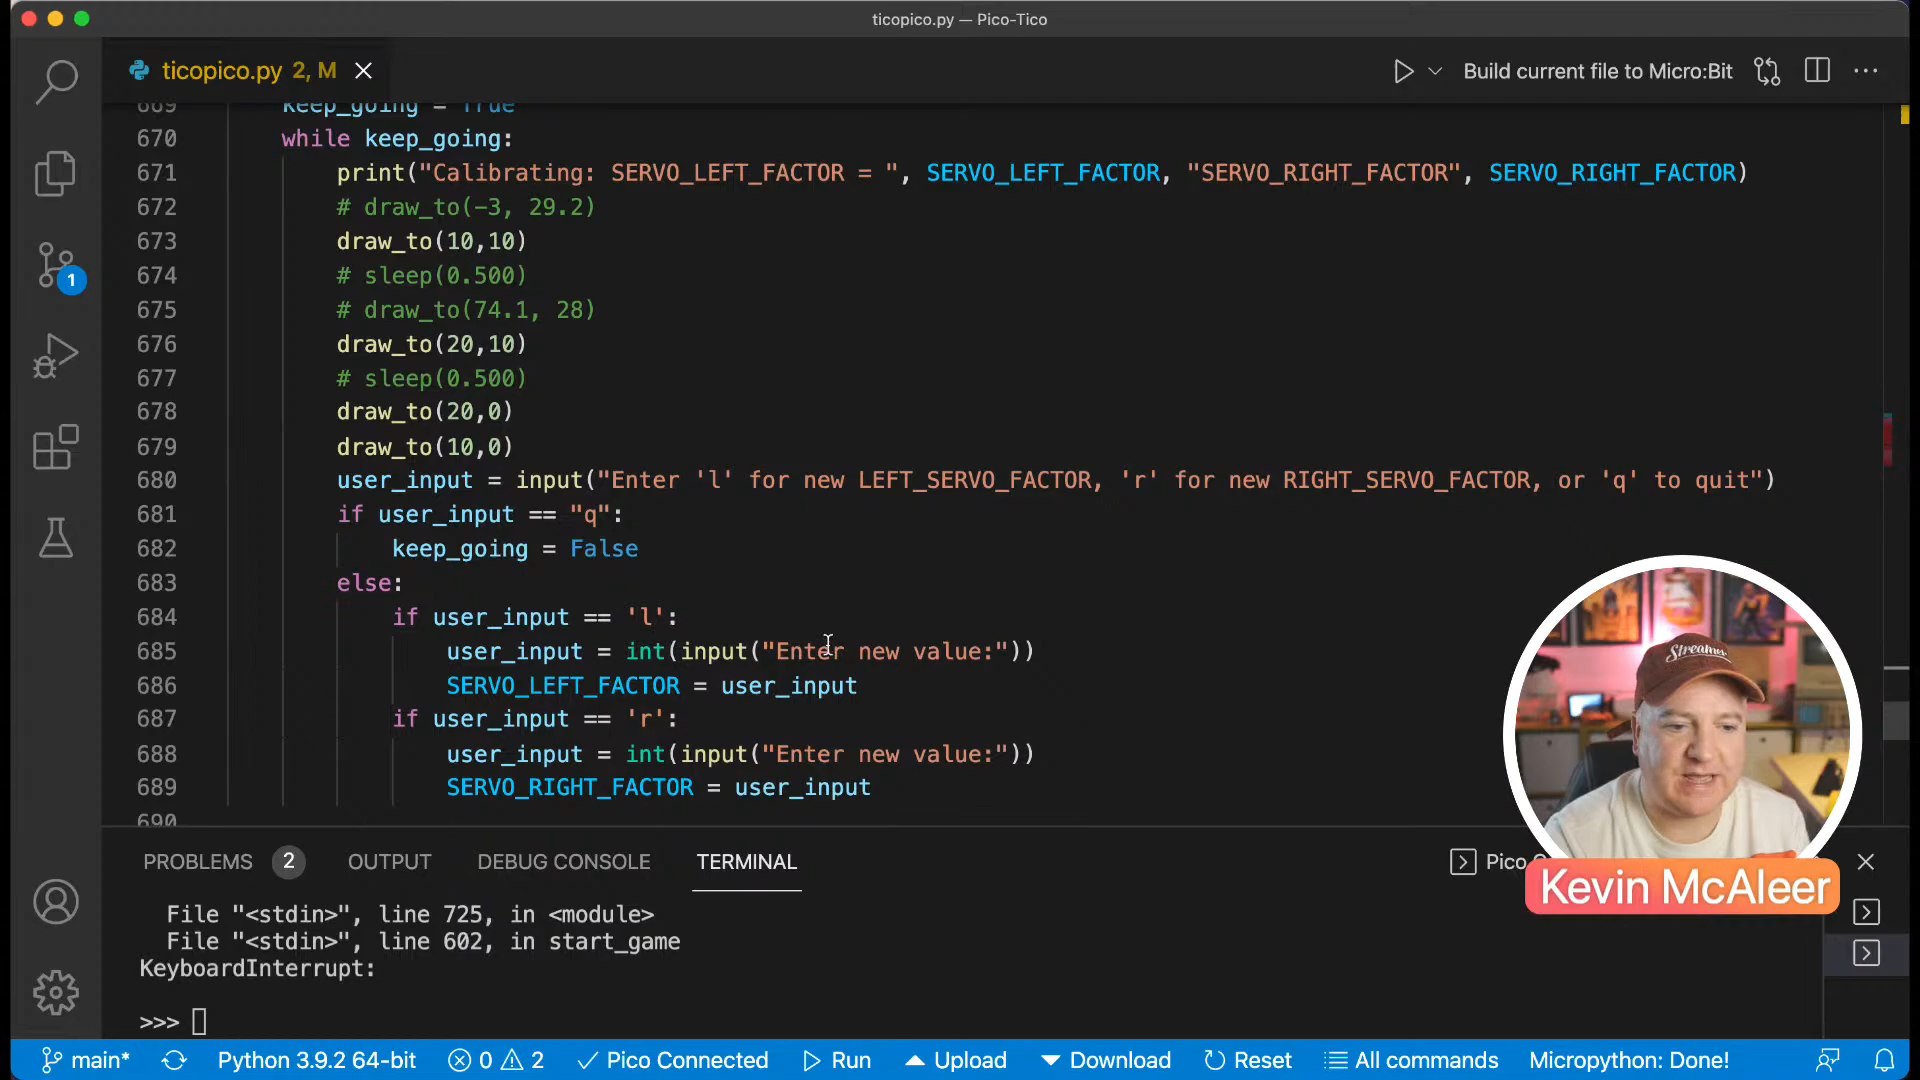 ticopico.py — Pico-Tico
ticopico.py 2, M
Build current file to Micro:Bit
669 keep_going = True
670 while keep_going:
671 print("Calibrating: SERVO_LEFT_FACTOR = ", SERVO_LEFT_FACTOR, "SERVO_RIGHT_FACTOR", SERVO_RIGHT_FACTOR)
672 # draw_to(-3, 29.2)
673 draw_to(10,10)
674 # sleep(0.500)
675 # draw_to(74.1, 28)
676 draw_to(20,10)
677 # sleep(0.500)
678 draw_to(20,0)
679 draw_to(10,0)
680 user_input = input("Enter 'l' for new LEFT_SERVO_FACTOR, 'r' for new RIGHT_SERVO_FACTOR, or 'q' to quit")
681 if user_input == "q":
682 keep_going = False
683 else:
684 if user_input == 'l':
685 user_input = int(input("Enter new value:"))
686 SERVO_LEFT_FACTOR = user_input
687 if user_input == 'r':
688 user_input = int(input("Enter new value:"))
689 SERVO_RIGHT_FACTOR = user_input
690
1
Streamer
PROBLEMS 2 OUTPUT DEBUG CONSOLE TERMINAL
Pico
Kevin McAleer
File "<stdin>", line 725, in <module>
File "<stdin>", line 602, in start_game
KeyboardInterrupt:
>>>
main* Python 3.9.2 64-bit 0 2 Pico Connected Run Upload Download Reset All commands Micropython: Done!